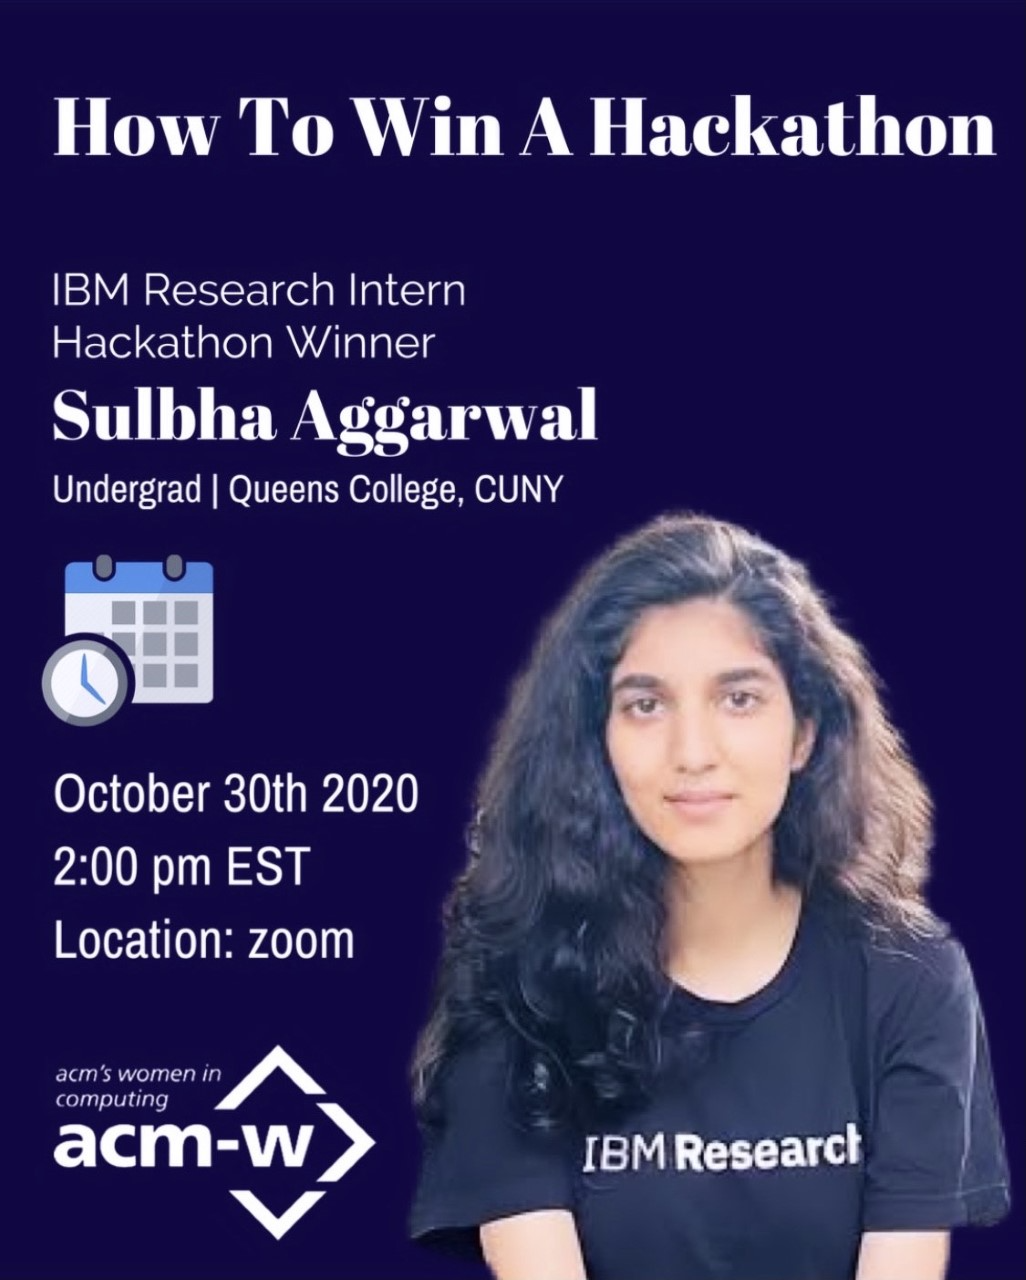 How To Win A Hackathon
IBM Research Intern
Hackathon Winner
Sulbha Aggarwal
Undergrad | Queens College, CUNY
October 30th 2020
2:00 pm EST
Location: zoom
acm's women in
computing
acm-w
IBM Research